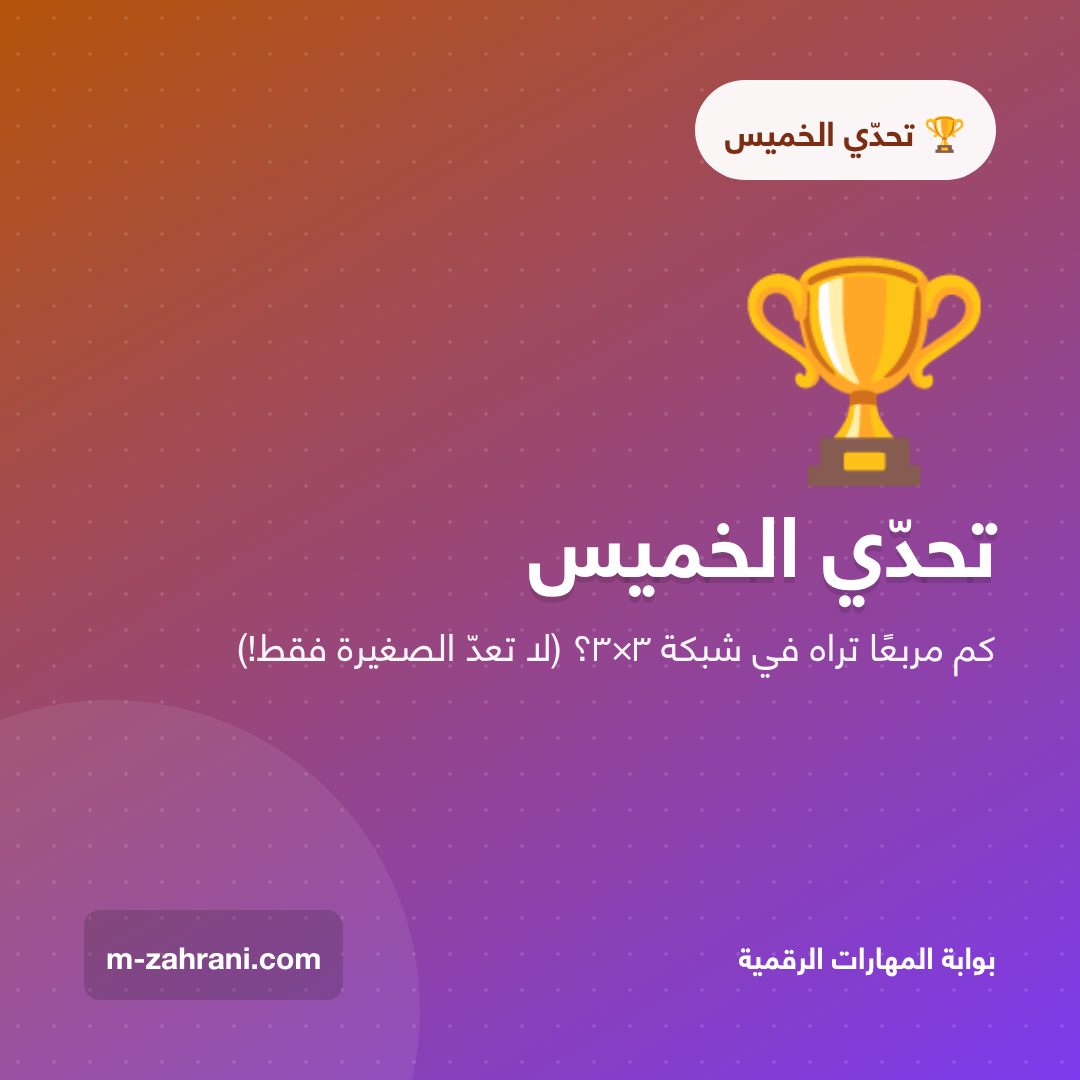 🏆 تحدّي الخميس
تحدّي الخميس
كم مربعًا تراه في شبكة ٣×٣؟ (لا تعدّ الصغيرة فقط!)
بوابة المهارات الرقمية
m-zahrani.com